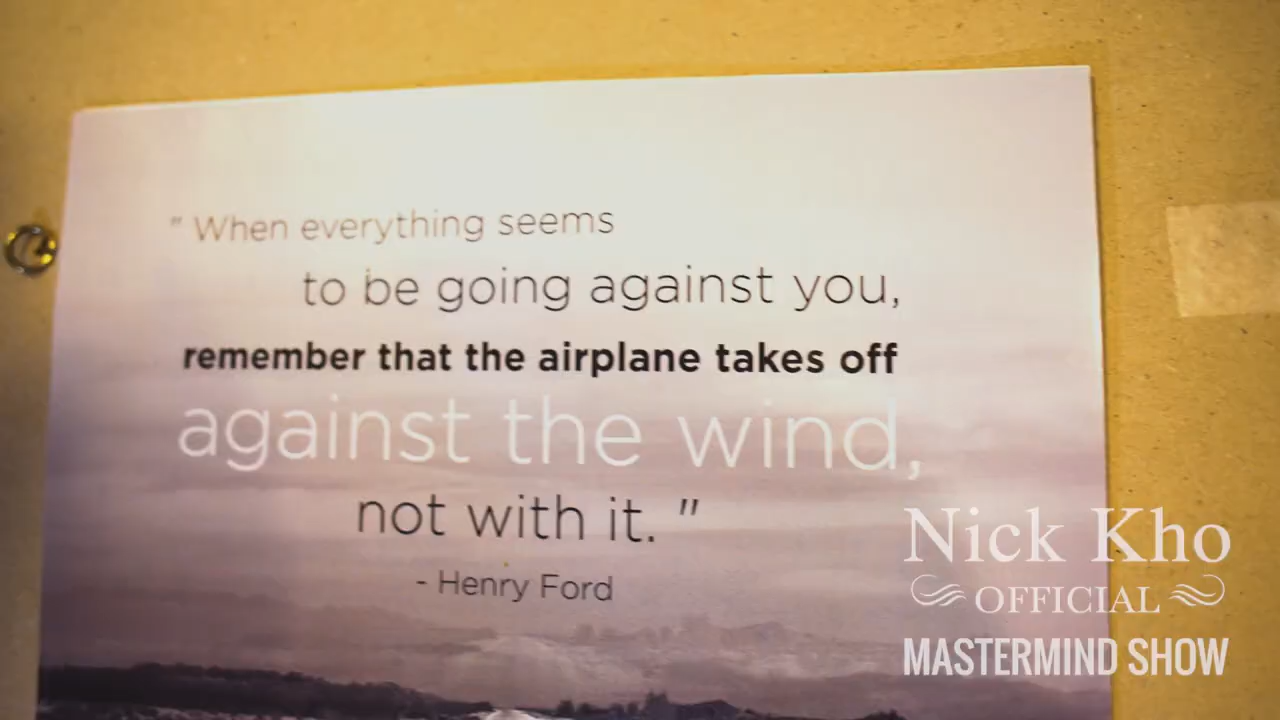 " When everything seems
to be going against you,
remember that the airplane takes off
against the wind,
not with it. "
- Henry Ford
Nick Kho
OFFICIAL
MASTERMIND SHOW